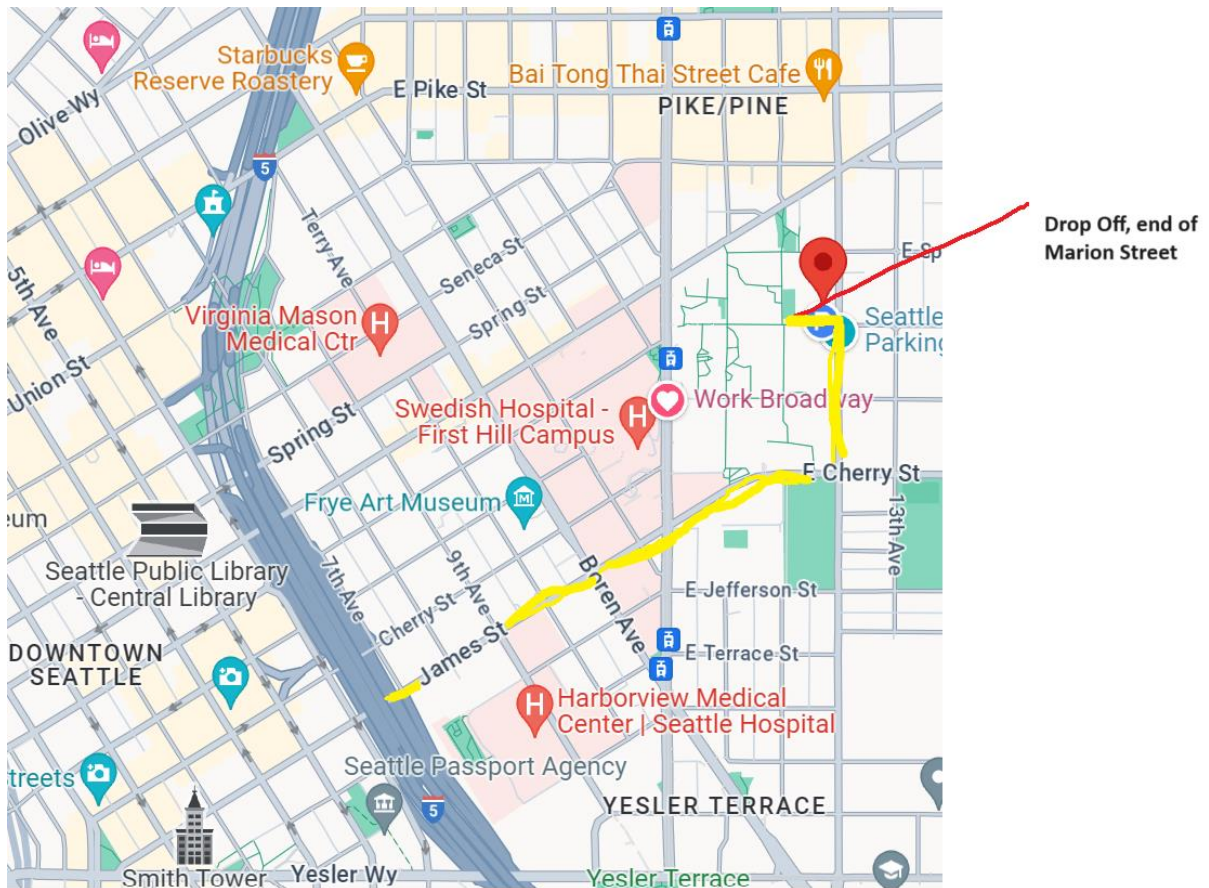 Starbucks
Reserve Roastery
Olive Wy
E Pike St
Bai Tong Thai Street Cafe
PIKE/PINE
5
Terry Ave
Seneca St
E Sp
Drop Off, end of
Marion Street
5th Ave
Union St
Virginia Mason
Medical Ctr
H
Spring St
Seattle
Parking
Spring St
Swedish Hospital -
First Hill Campus
H
Work Broadway
E Cherry St
Frye Art Museum
M
13th Ave
eum
Seattle Public Library
- Central Library
7th Ave
9th Ave
Cherry St
Boren Ave
E Jefferson St
James St
E Terrace St
DOWNTOWN
SEATTLE
H
Harborview Medical
Center | Seattle Hospital
Seattle Passport Agency
streets
YESLER TERRACE
5
Smith Tower
Yesler Wy
Yesler Terrace